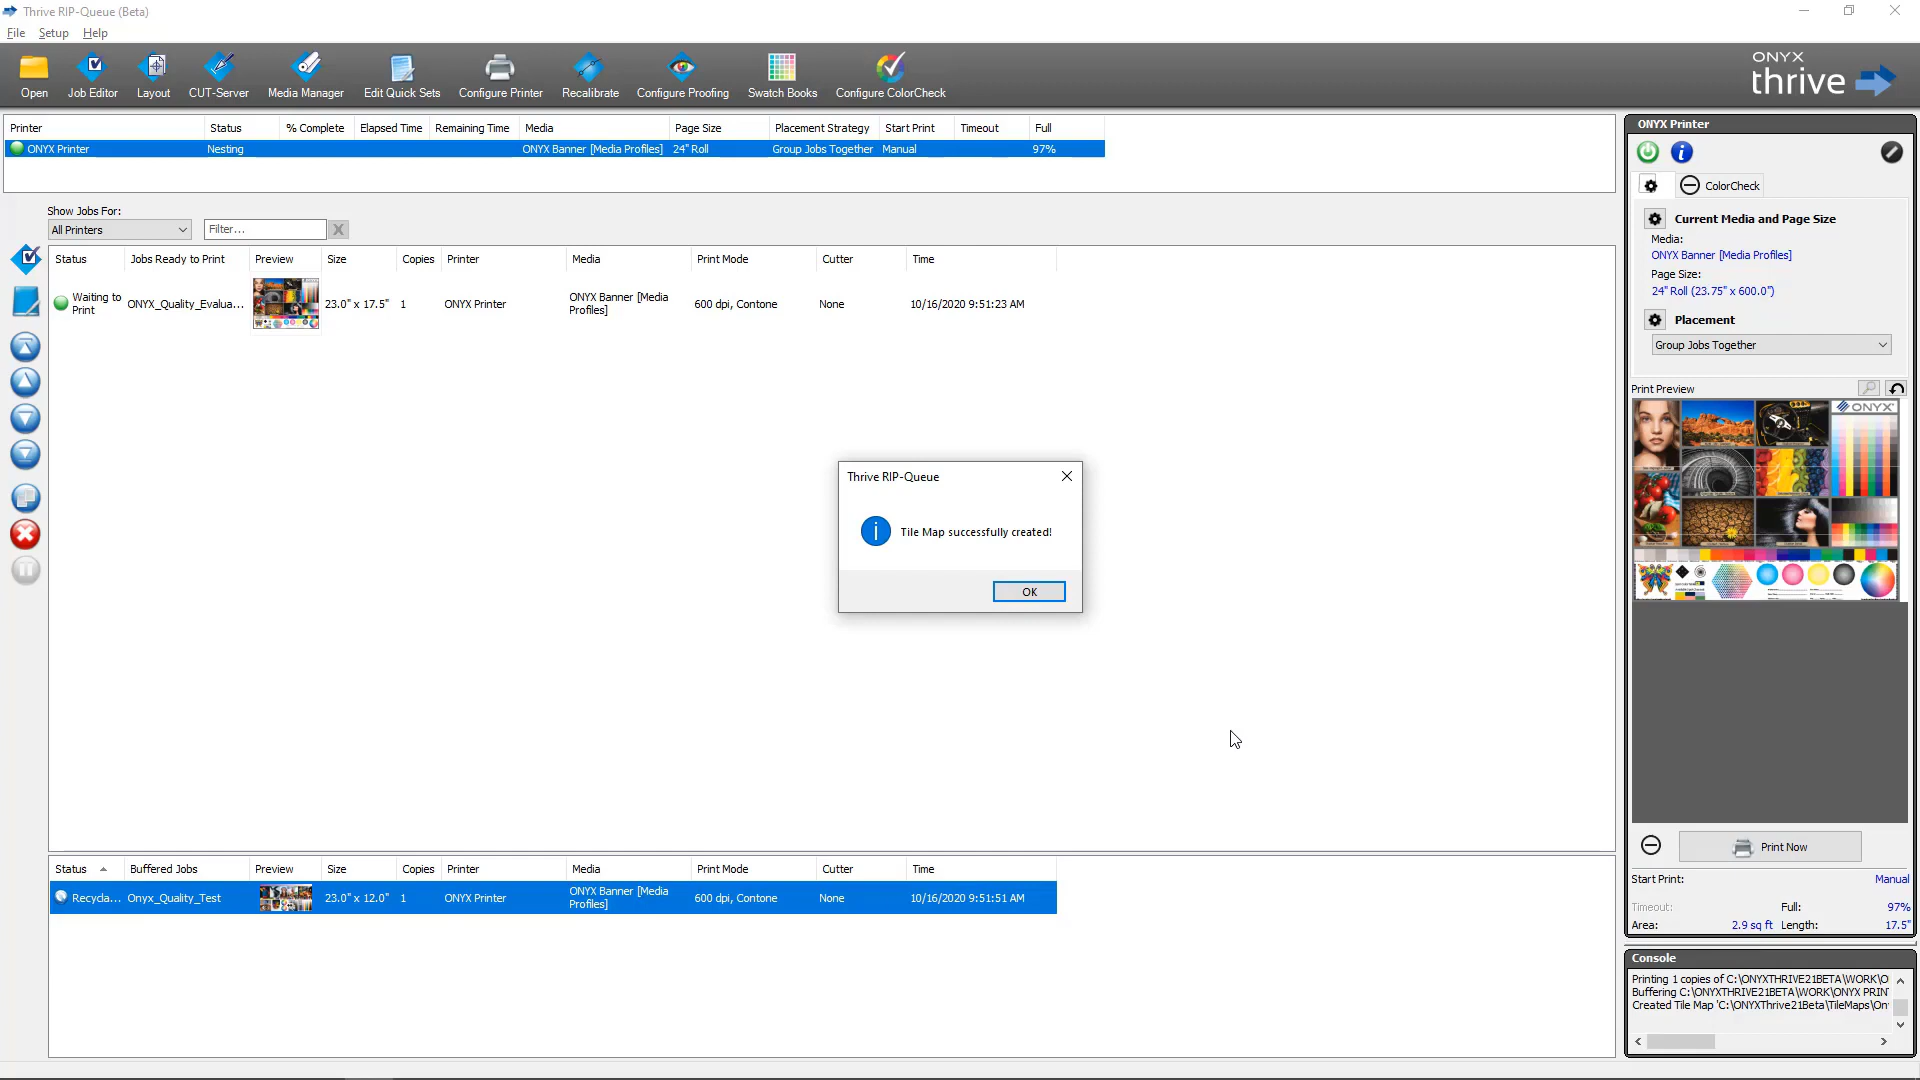 Thrive RIP-Queue (Beta)
File Setup Help
Open Job Editor Layout CUT-Server Media Manager Edit Quick Sets Configure Printer Recalibrate Configure Proofing Swatch Books Configure ColorCheck
ONYX
thrive
Printer Status % Complete Elapsed Time Remaining Time Media Page Size Placement Strategy Start Print Timeout Full
ONYX Printer Nesting ONYX Banner [Media Profiles] 24" Roll Group Jobs Together Manual 97%
Show Jobs For:
All Printers Filter... X
Status Jobs Ready to Print Preview Size Copies Printer Media Print Mode Cutter Time
Waiting to Print ONYX_Quality_Evalua... 23.0" x 17.5" 1 ONYX Printer ONYX Banner [Media Profiles] 600 dpi, Contone None 10/16/2020 9:51:23 AM
Thrive RIP-Queue
Tile Map successfully created!
OK
Status Buffered Jobs Preview Size Copies Printer Media Print Mode Cutter Time
Recycla... Onyx_Quality_Test 23.0" x 12.0" 1 ONYX Printer ONYX Banner [Media Profiles] 600 dpi, Contone None 10/16/2020 9:51:51 AM
ONYX Printer
ColorCheck
Current Media and Page Size
Media:
ONYX Banner [Media Profiles]
Page Size:
24" Roll (23.75" x 600.0")
Placement
Group Jobs Together
Print Preview
ONYX
Print Now
Start Print: Manual
Timeout: Full: 97%
Area: 2.9 sq ft Length: 17.5"
Console
Printing 1 copies of C:\ONYXTHRIVE21BETA\WORK\O
Buffering C:\ONYXTHRIVE21BETA\WORK\ONYX PRIN
Created Tile Map 'C:\ONYXThrive21Beta\TileMaps\On